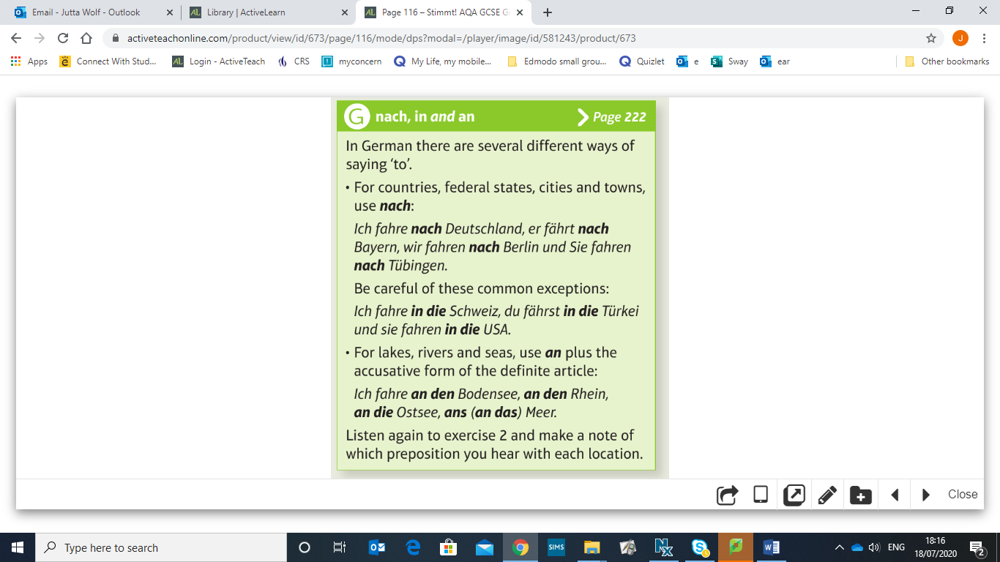 Email - Jutta Wolf - Outlook
Library | ActiveLearn
Page 116 – Stimmt! AQA GCSE G
activeteachonline.com/product/view/id/673/page/116/mode/dps?modal=/player/image/id/581243/product/673
J
Apps
Connect With Stud...
Login - ActiveTeach
CRS
myconcern
My Life, my mobile...
Edmodo small grou...
Quizlet
e
Sway
ear
Other bookmarks
G nach, in and an Page 222
In German there are several different ways of
saying ‘to’.
• For countries, federal states, cities and towns,
use nach:
Ich fahre nach Deutschland, er fährt nach
Bayern, wir fahren nach Berlin und Sie fahren
nach Tübingen.
Be careful of these common exceptions:
Ich fahre in die Schweiz, du fährst in die Türkei
und sie fahren in die USA.
• For lakes, rivers and seas, use an plus the
accusative form of the definite article:
Ich fahre an den Bodensee, an den Rhein,
an die Ostsee, ans (an das) Meer.
Listen again to exercise 2 and make a note of
which preposition you hear with each location.
Close
Type here to search
SIMS
ENG
18:16
18/07/2020
2